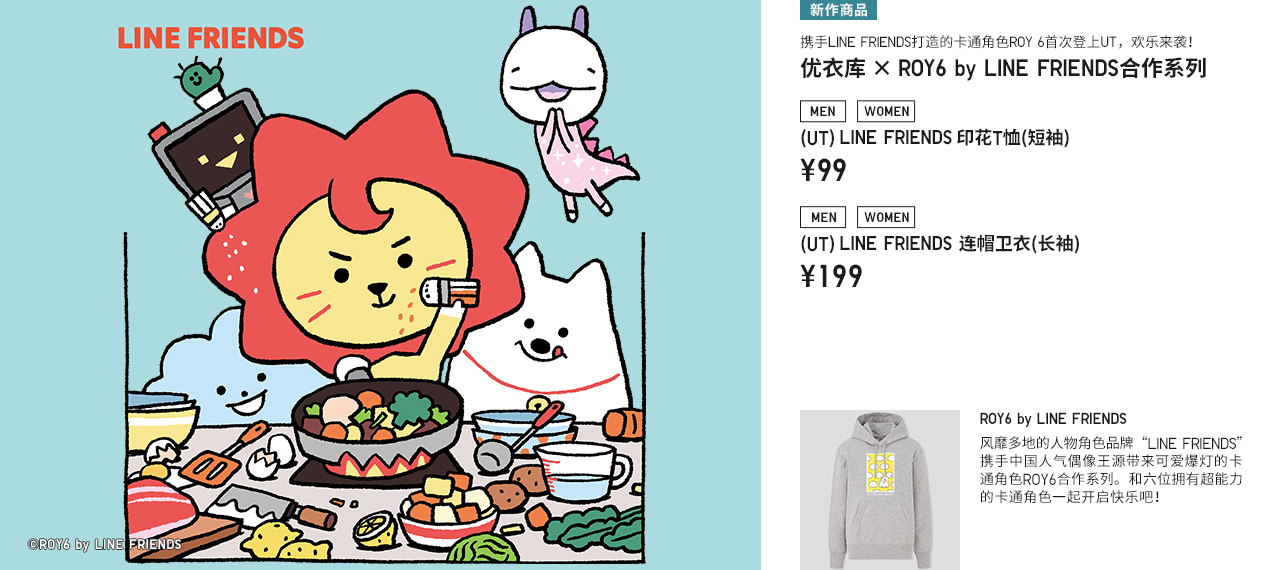 LINE FRIENDS
©ROY6 by LINE FRIENDS
新作商品
携手LINE FRIENDS打造的卡通角色ROY 6首次登上UT，欢乐来袭！
优衣库 × ROY6 by LINE FRIENDS合作系列
MEN WOMEN
(UT) LINE FRIENDS 印花T恤(短袖)
¥99
MEN WOMEN
(UT) LINE FRIENDS 连帽卫衣(长袖)
¥199
ROY6 by LINE FRIENDS
风靡多地的人物角色品牌“LINE FRIENDS”
携手中国人气偶像王源带来可爱爆灯的卡
通角色ROY6合作系列。和六位拥有超能力
的卡通角色一起开启快乐吧！